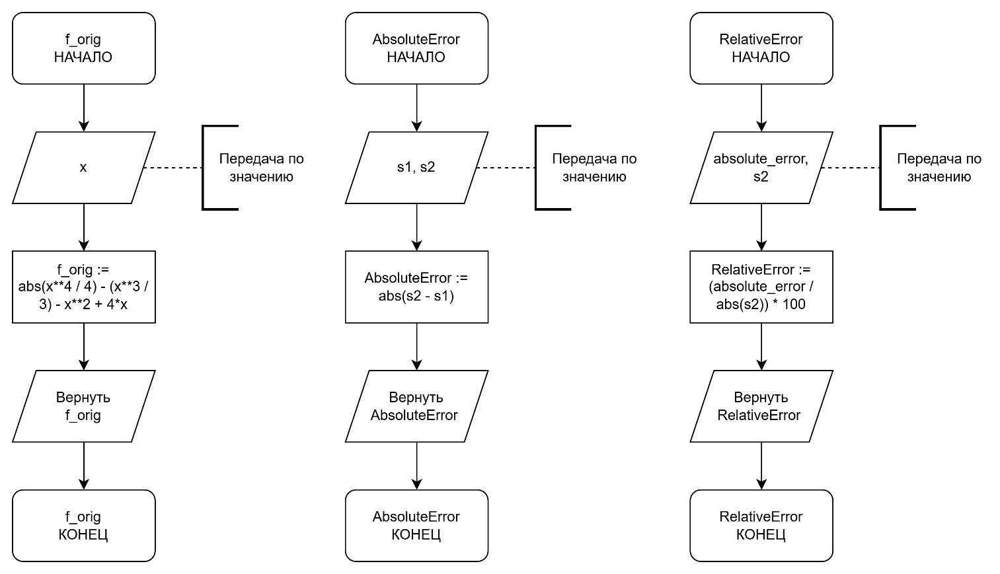 f_orig
НАЧАЛО
x
Передача по
значению
f_orig :=
abs(x**4 / 4) - (x**3 /
3) - x**2 + 4*x
Вернуть
f_orig
f_orig
КОНЕЦ
AbsoluteError
НАЧАЛО
s1, s2
Передача по
значению
AbsoluteError :=
abs(s2 - s1)
Вернуть
AbsoluteError
AbsoluteError
КОНЕЦ
RelativeError
НАЧАЛО
absolute_error,
s2
Передача по
значению
RelativeError :=
(absolute_error /
abs(s2)) * 100
Вернуть
RelativeError
RelativeError
КОНЕЦ